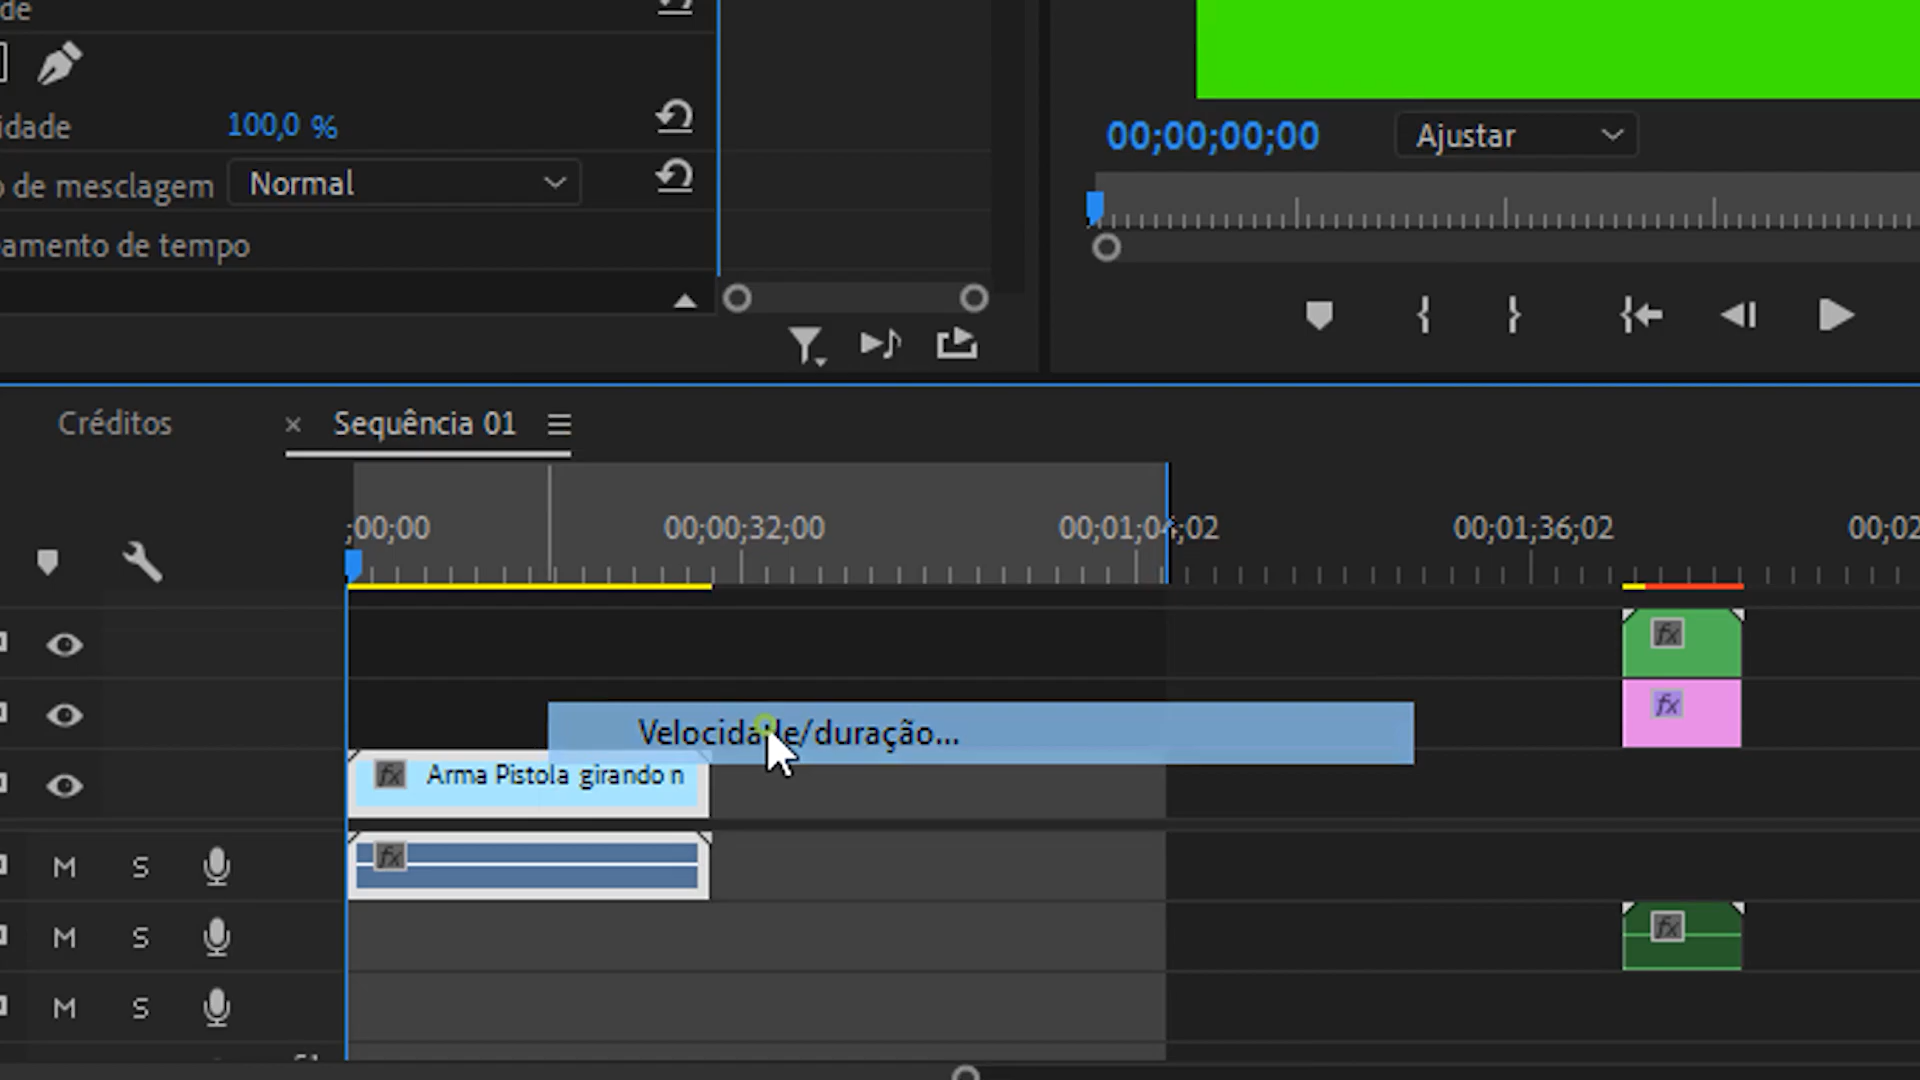 de
idade
100,0 %
o de mesclagem
Normal
eamento de tempo
00;00;00;00
Ajustar
Créditos
× Sequência 01
;00;00
00;00;32;00
00;01;04;02
00;01;36;02
00;02
fx
fx
Velocidade/duração...
fx Arma Pistola girando n
fx
M S
fx
M S
M S